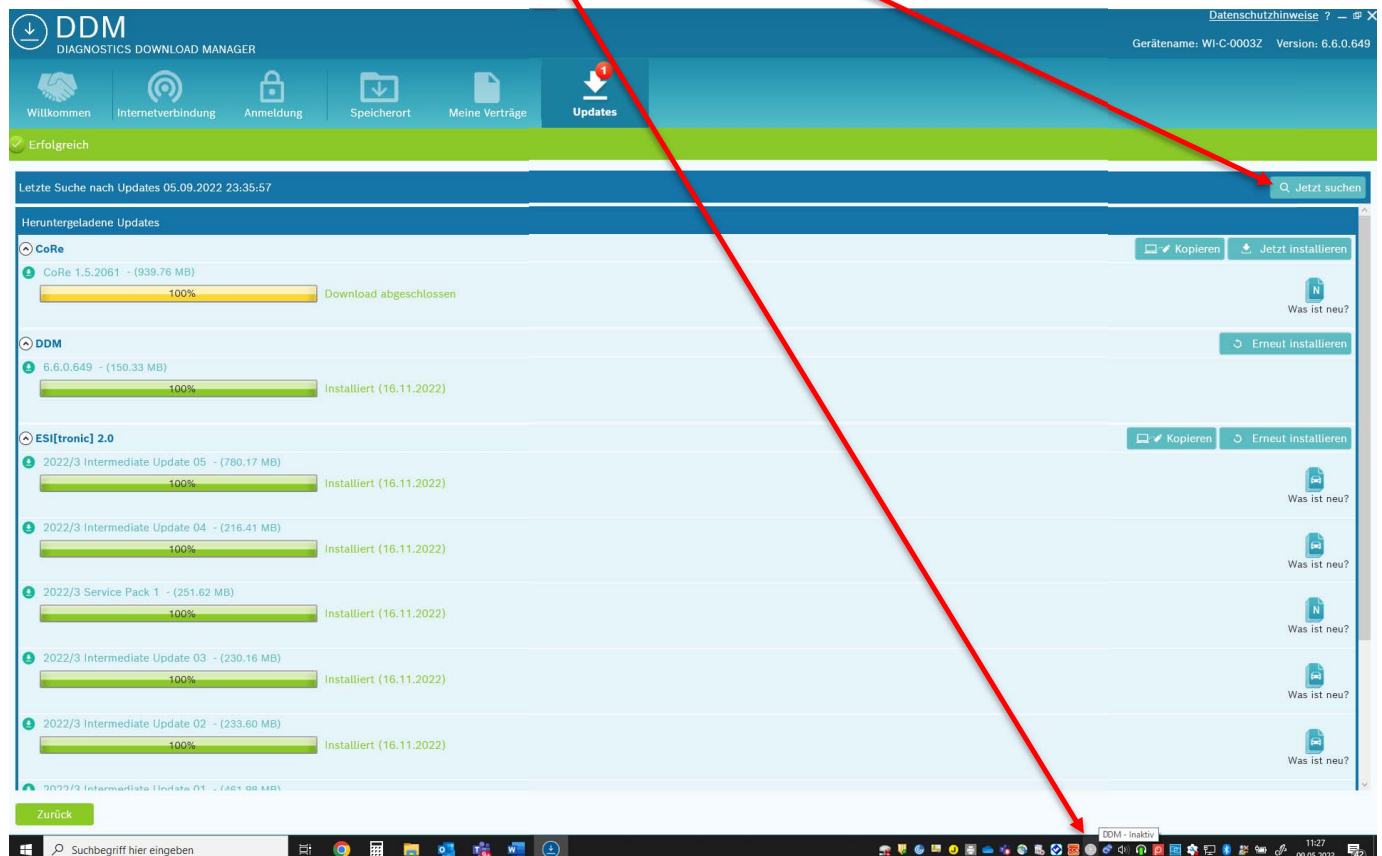 Datenschutzhinweise ?
DDM
DIAGNOSTICS DOWNLOAD MANAGER
Gerätename: WI-C-0003Z Version: 6.6.0.649
1
Willkommen Internetverbindung Anmeldung Speicherort Meine Verträge Updates
Erfolgreich
Letzte Suche nach Updates 05.09.2022 23:35:57 Jetzt suchen
Heruntergeladene Updates
CoRe Kopieren Jetzt installieren
CoRe 1.5.2061 - (939.76 MB)
100% Download abgeschlossen
N
Was ist neu?
DDM Erneut installieren
6.6.0.649 - (150.33 MB)
100% Installiert (16.11.2022)
ESI[tronic] 2.0 Kopieren Erneut installieren
2022/3 Intermediate Update 05 - (780.17 MB)
100% Installiert (16.11.2022)
Was ist neu?
2022/3 Intermediate Update 04 - (216.41 MB)
100% Installiert (16.11.2022)
Was ist neu?
2022/3 Service Pack 1 - (251.62 MB)
100% Installiert (16.11.2022)
N
Was ist neu?
2022/3 Intermediate Update 03 - (230.16 MB)
100% Installiert (16.11.2022)
Was ist neu?
2022/3 Intermediate Update 02 - (233.60 MB)
100% Installiert (16.11.2022)
Was ist neu?
2022/3 Intermediate Update 01 - (461.98 MB)
Zurück
DDM - Inaktiv
Suchbegriff hier eingeben 11:27